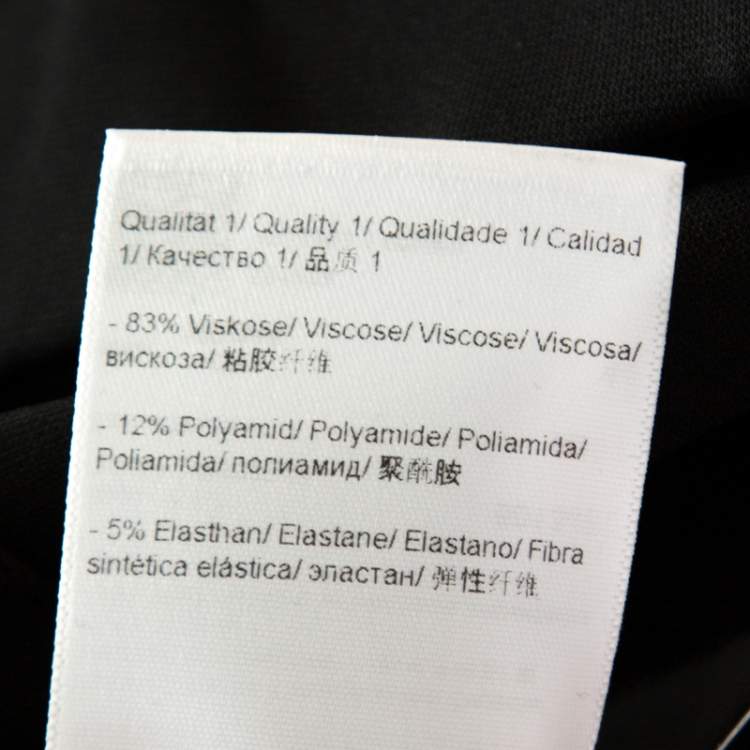 Qualität 1/ Quality 1/ Qualidade 1/ Calidad
1/ Качество 1/ 品质 1
- 83% Viskose/ Viscose/ Viscose/ Viscosa/
вискоза/ 粘胶纤维
- 12% Polyamid/ Polyamide/ Poliamida/
Poliamida/ полиамид/ 聚酰胺
- 5% Elasthan/ Elastane/ Elastano/ Fibra
sintética elástica/ эластан/ 弹性纤维